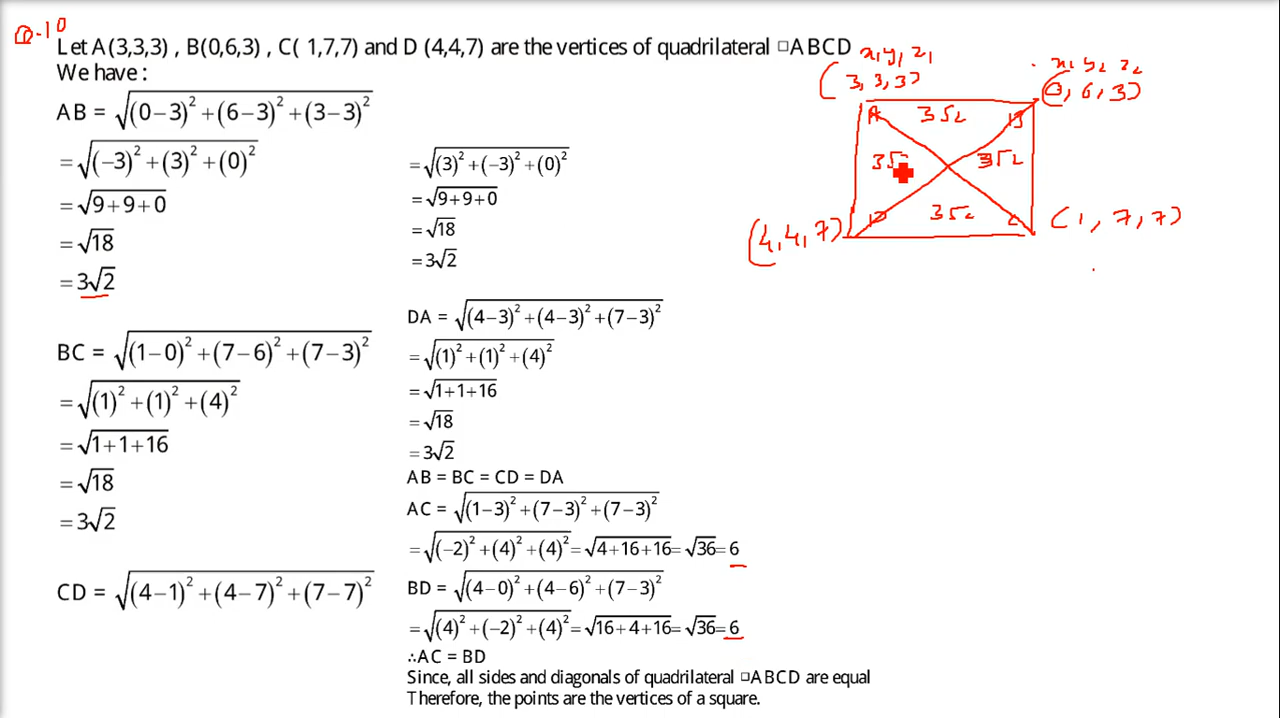 Q-10
Let A(3,3,3) , B(0,6,3) , C( 1,7,7) and D (4,4,7) are the vertices of quadrilateral □ABCD
We have :
AB = √((0−3)²+(6−3)²+(3−3)²)
=√((−3)²+(3)²+(0)²)
=√(9+9+0)
=√18
=3√2
BC = √((1−0)²+(7−6)²+(7−3)²)
=√((1)²+(1)²+(4)²)
=√(1+1+16)
=√18
=3√2
CD = √((4−1)²+(4−7)²+(7−7)²)
=√((3)²+(−3)²+(0)²)
=√(9+9+0)
=√18
=3√2
DA = √((4−3)²+(4−3)²+(7−3)²)
=√((1)²+(1)²+(4)²)
=√(1+1+16)
=√18
=3√2
AB = BC = CD = DA
AC = √((1−3)²+(7−3)²+(7−3)²)
=√((−2)²+(4)²+(4)²)=√(4+16+16)=√36=6
BD = √((4−0)²+(4−6)²+(7−3)²)
=√((4)²+(−2)²+(4)²)=√(16+4+16)=√36=6
∴AC = BD
Since, all sides and diagonals of quadrilateral □ABCD are equal
Therefore, the points are the vertices of a square.
x₁ y₁ z₁
(3, 3, 3)
x₂ y₂ z₂
6, 3)
A 3√2 B
3√2
3√2
D 3√2 C
(4, 4, 7)
(1, 7, 7)